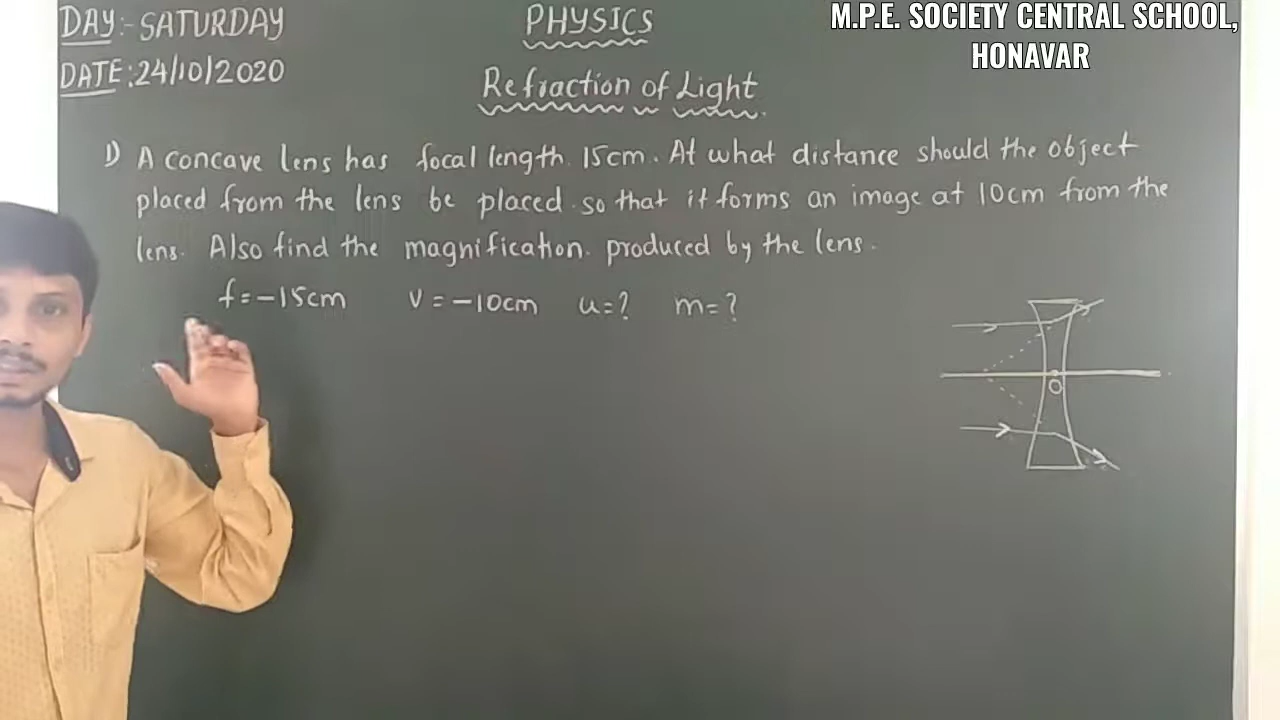 DAY:- SATURDAY
DATE: 24/10/2020
PHYSICS
M.P.E. SOCIETY CENTRAL SCHOOL,
HONAVAR
Refraction of Light
1) A concave lens has focal length 15cm. At what distance should the object
placed from the lens be placed so that it forms an image at 10cm from the
lens. Also find the magnification produced by the lens.
f=-15cm v=-10cm u=? m=?
O